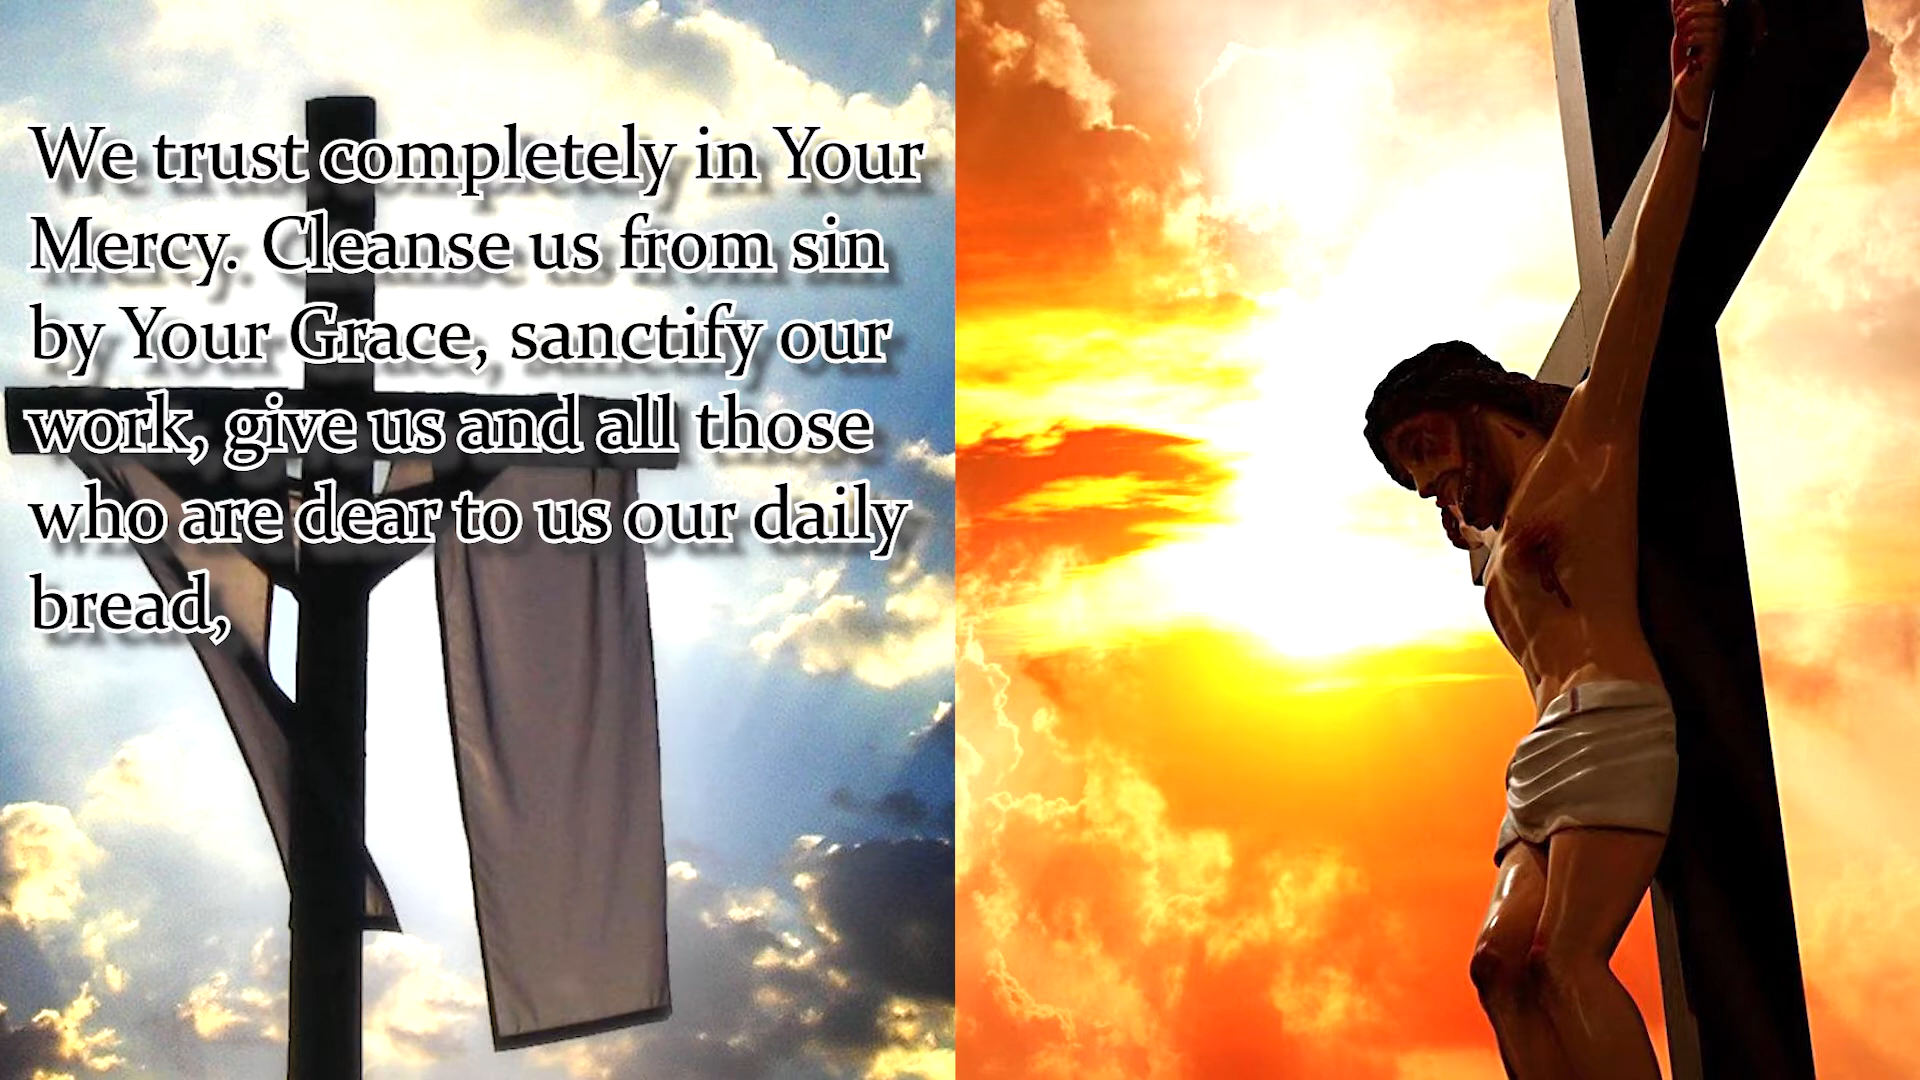 We trust completely in Your
Mercy. Cleanse us from sin
by Your Grace, sanctify our
work, give us and all those
who are dear to us our daily
bread,